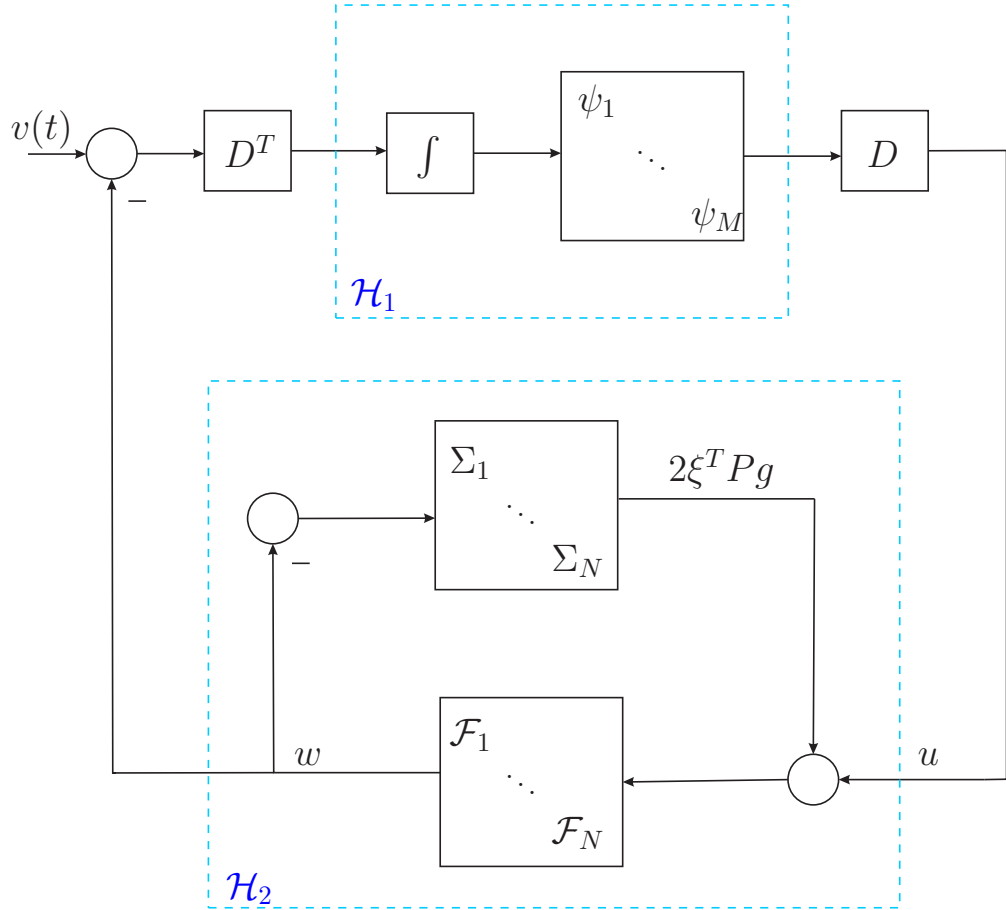 v(t)
−
D^T
∫
ψ_1
⋱
ψ_M
D
ℋ_1
Σ_1
⋱
Σ_N
2ξ^T Pg
−
w
ℱ_1
⋱
ℱ_N
u
ℋ_2